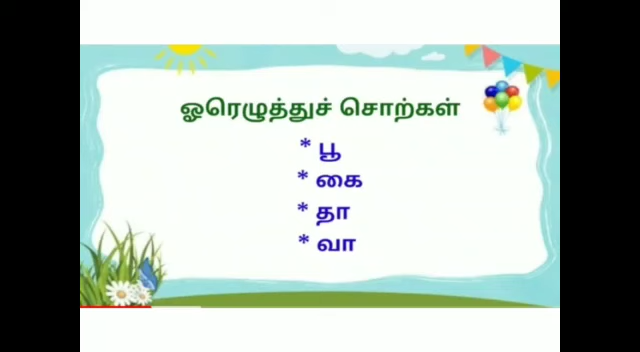 ஓரெழுத்துச் சொற்கள்
* பூ
* கை
* தா
* வா